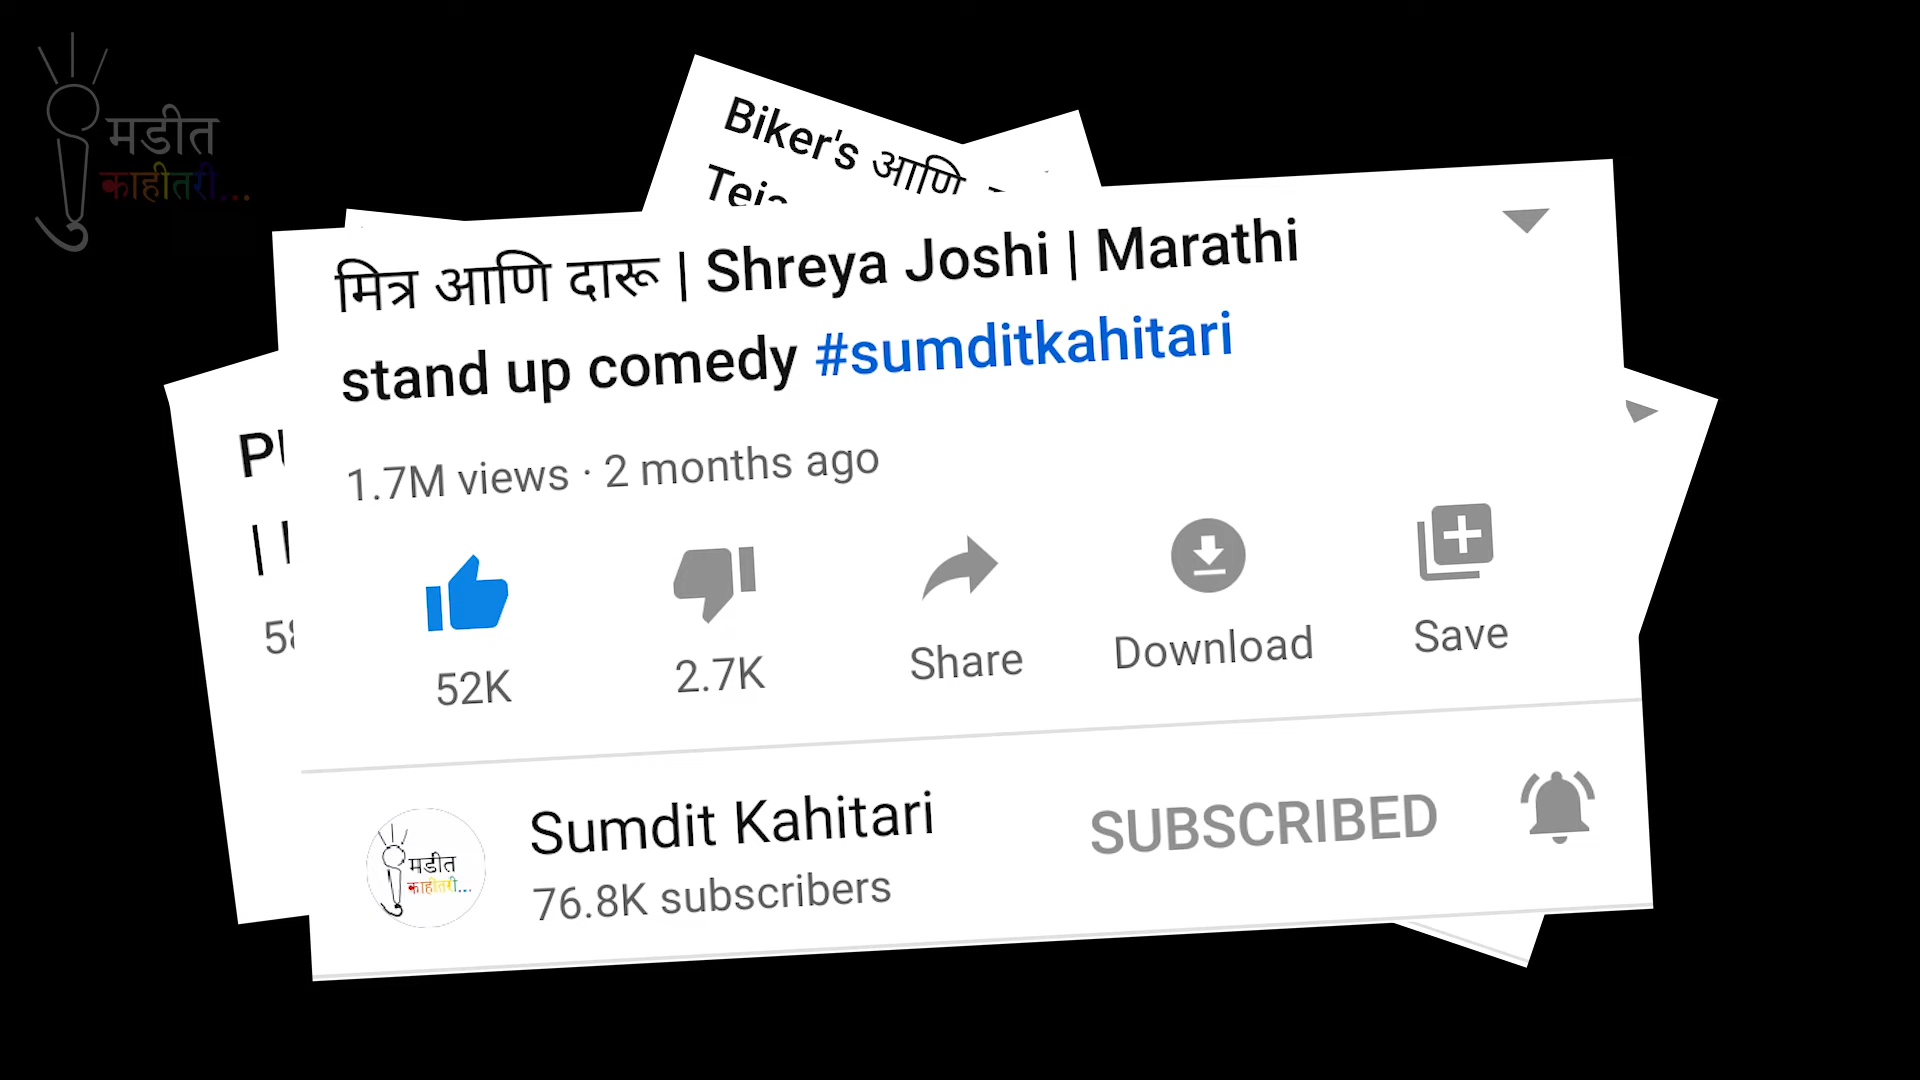 मडीत
काहीतरी...
Biker's आणि
मित्र आणि दारू | Shreya Joshi | Marathi
stand up comedy #sumditkahitari
1.7M views · 2 months ago
52K
2.7K
Share
Download
Save
Sumdit Kahitari
76.8K subscribers
SUBSCRIBED
मडीत
काहीतरी...